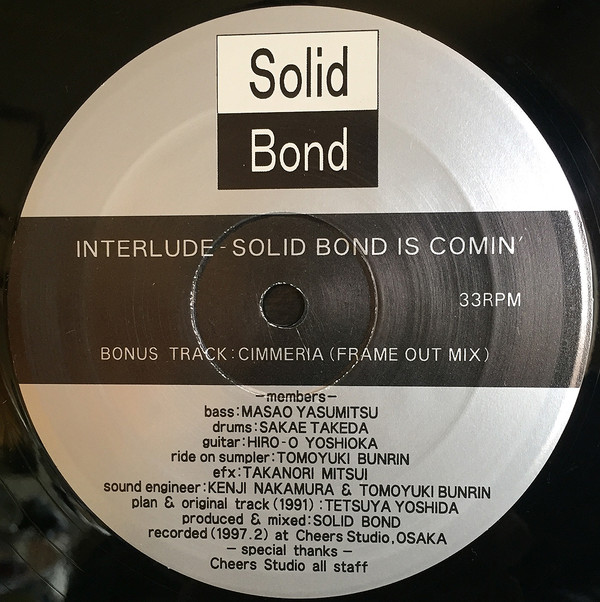 Solid
Bond
INTERLUDE - SOLID BOND IS COMIN'
33RPM
BONUS TRACK : CIMMERIA (FRAME OUT MIX)
—members—
bass:MASAO YASUMITSU
drums:SAKAE TAKEDA
guitar:HIRO-O YOSHIOKA
ride on sumpler:TOMOYUKI BUNRIN
efx:TAKANORI MITSUI
sound engineer:KENJI NAKAMURA & TOMOYUKI BUNRIN
plan & original track (1991) :TETSUYA YOSHIDA
produced & mixed:SOLID BOND
recorded (1997.2) at Cheers Studio,OSAKA
— special thanks —
Cheers Studio all staff